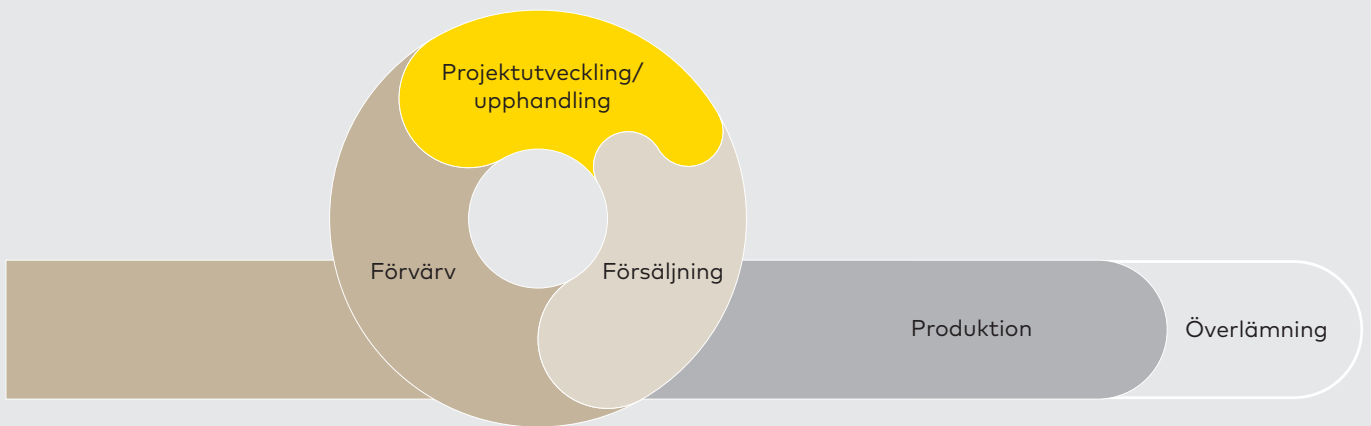 Projektutveckling/
upphandling
Förvärv
Försäljning
Produktion
Överlämning